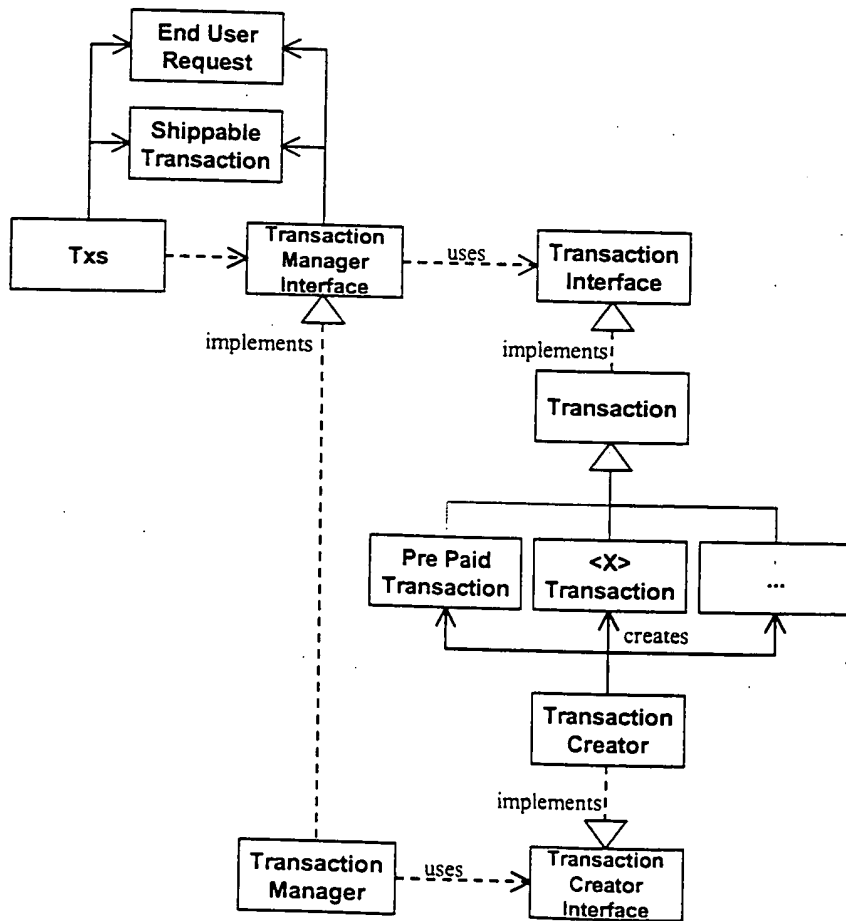 End User
Request
Shippable
Transaction
Txs
Transaction
Manager
Interface
uses
Transaction
Interface
implements
implements
Transaction
Pre Paid
Transaction
<X>
Transaction
...
creates
Transaction
Creator
implements
Transaction
Manager
uses
Transaction
Creator
Interface